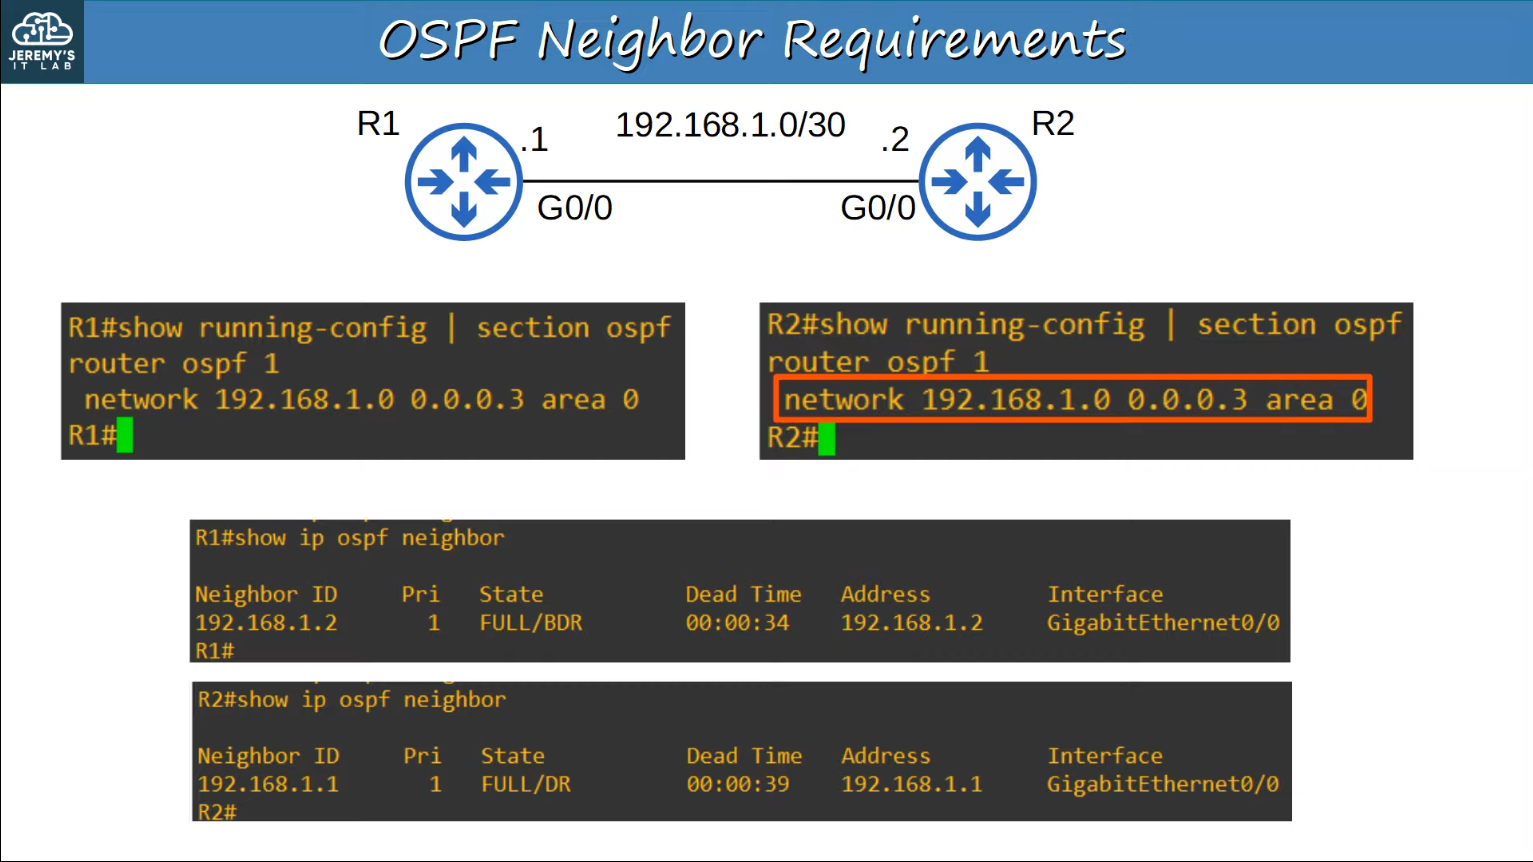 JEREMY'S
IT LAB
OSPF Neighbor Requirements
R1
.1
192.168.1.0/30
.2
R2
G0/0
G0/0
R1#show running-config | section ospf
router ospf 1
network 192.168.1.0 0.0.0.3 area 0
R1#
R2#show running-config | section ospf
router ospf 1
network 192.168.1.0 0.0.0.3 area 0
R2#
R1#show ip ospf neighbor
Neighbor ID Pri State Dead Time Address Interface
192.168.1.2 1 FULL/BDR 00:00:34 192.168.1.2 GigabitEthernet0/0
R1#
R2#show ip ospf neighbor
Neighbor ID Pri State Dead Time Address Interface
192.168.1.1 1 FULL/DR 00:00:39 192.168.1.1 GigabitEthernet0/0
R2#